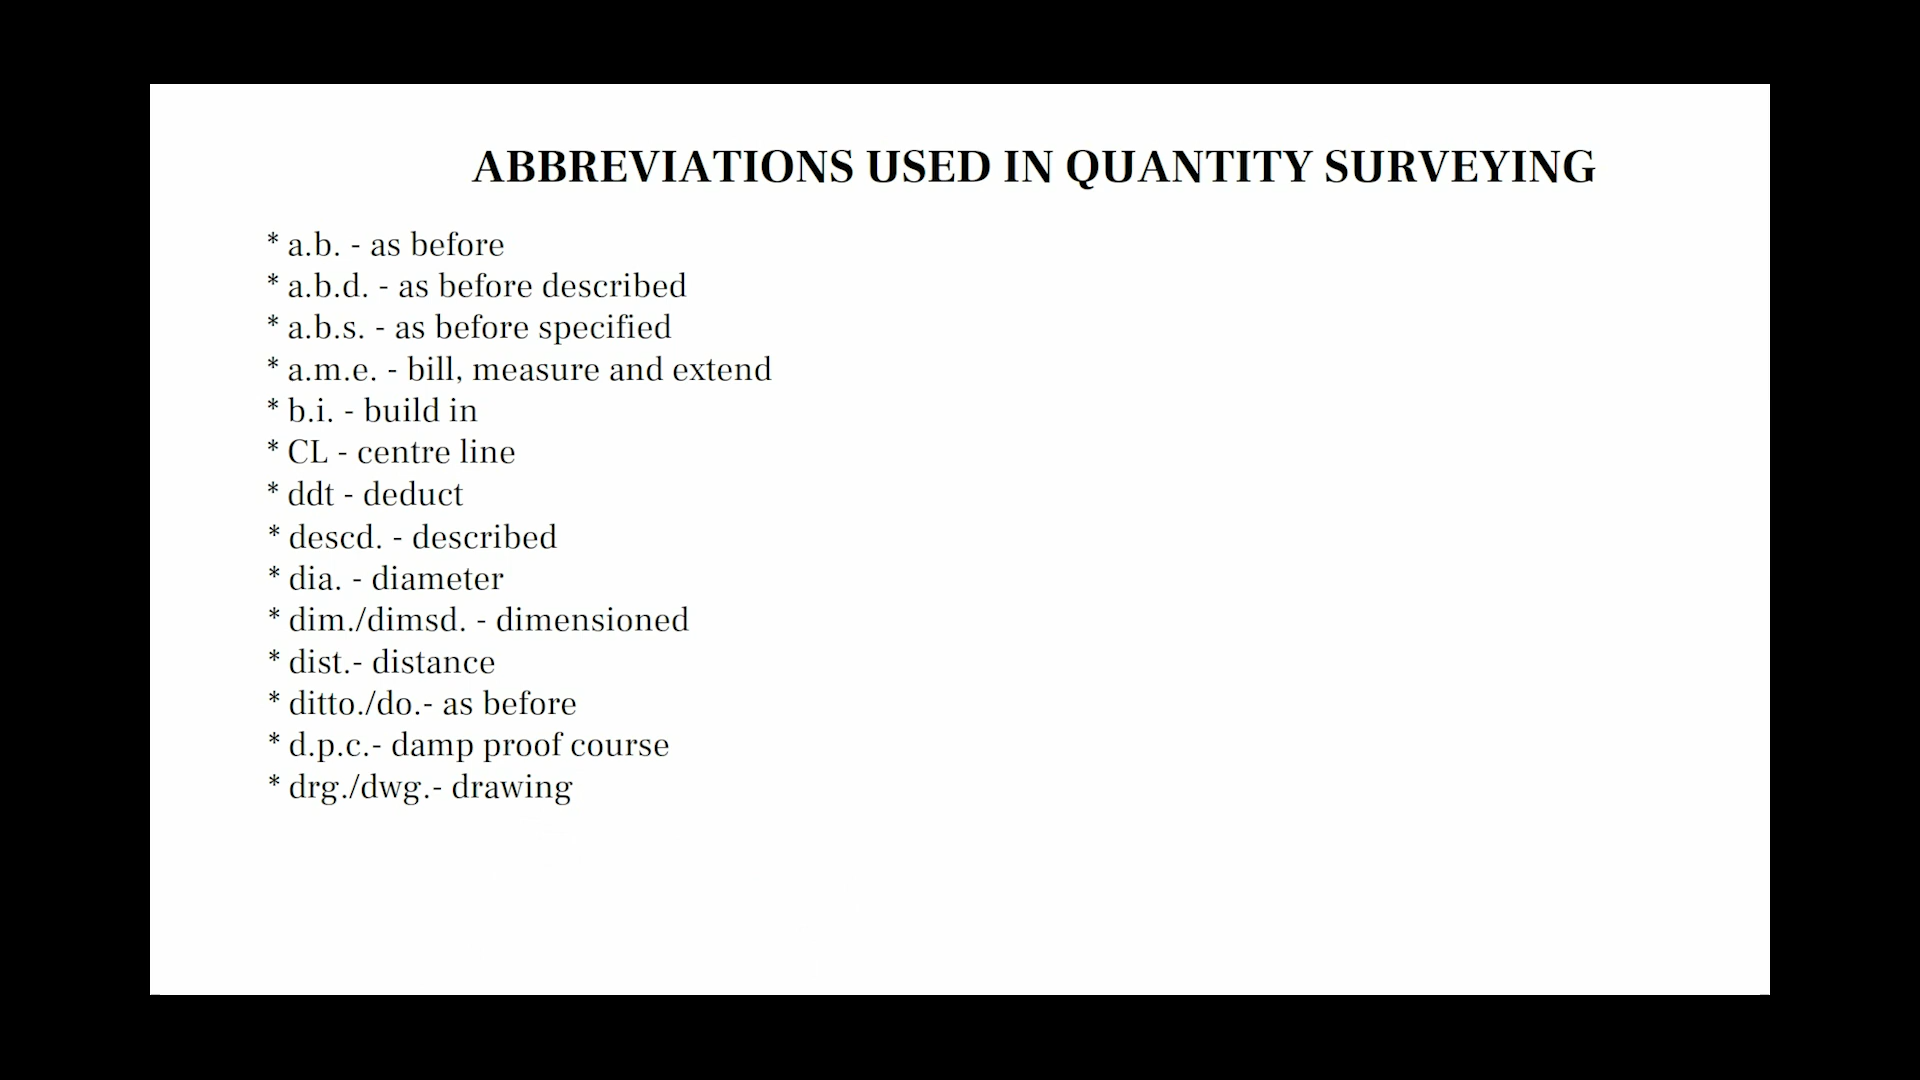 ABBREVIATIONS USED IN QUANTITY SURVEYING
* a.b. - as before
* a.b.d. - as before described
* a.b.s. - as before specified
* a.m.e. - bill, measure and extend
* b.i. - build in
* CL - centre line
* ddt - deduct
* descd. - described
* dia. - diameter
* dim./dimsd. - dimensioned
* dist.- distance
* ditto./do.- as before
* d.p.c.- damp proof course
* drg./dwg.- drawing